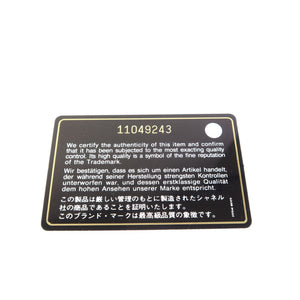 11049243
We certify the authenticity of this item and confirm
that it has been subjected to the most exacting quality
control. Its high quality is a symbol of the fine reputation
of the Trademark.
Wir bestätigen, dass es sich um einen Artikel handelt,
der während seiner Herstellung strengsten Kontrollen
unterworfen war, und dessen erstklassige Qualität
dem hohen Ansehen unserer Marke entspricht.
この製品は厳しい管理のもとに製造されたシャネル
社の商品であることを証明いたします。
このブランド・マークは最高級品質の象徴です。